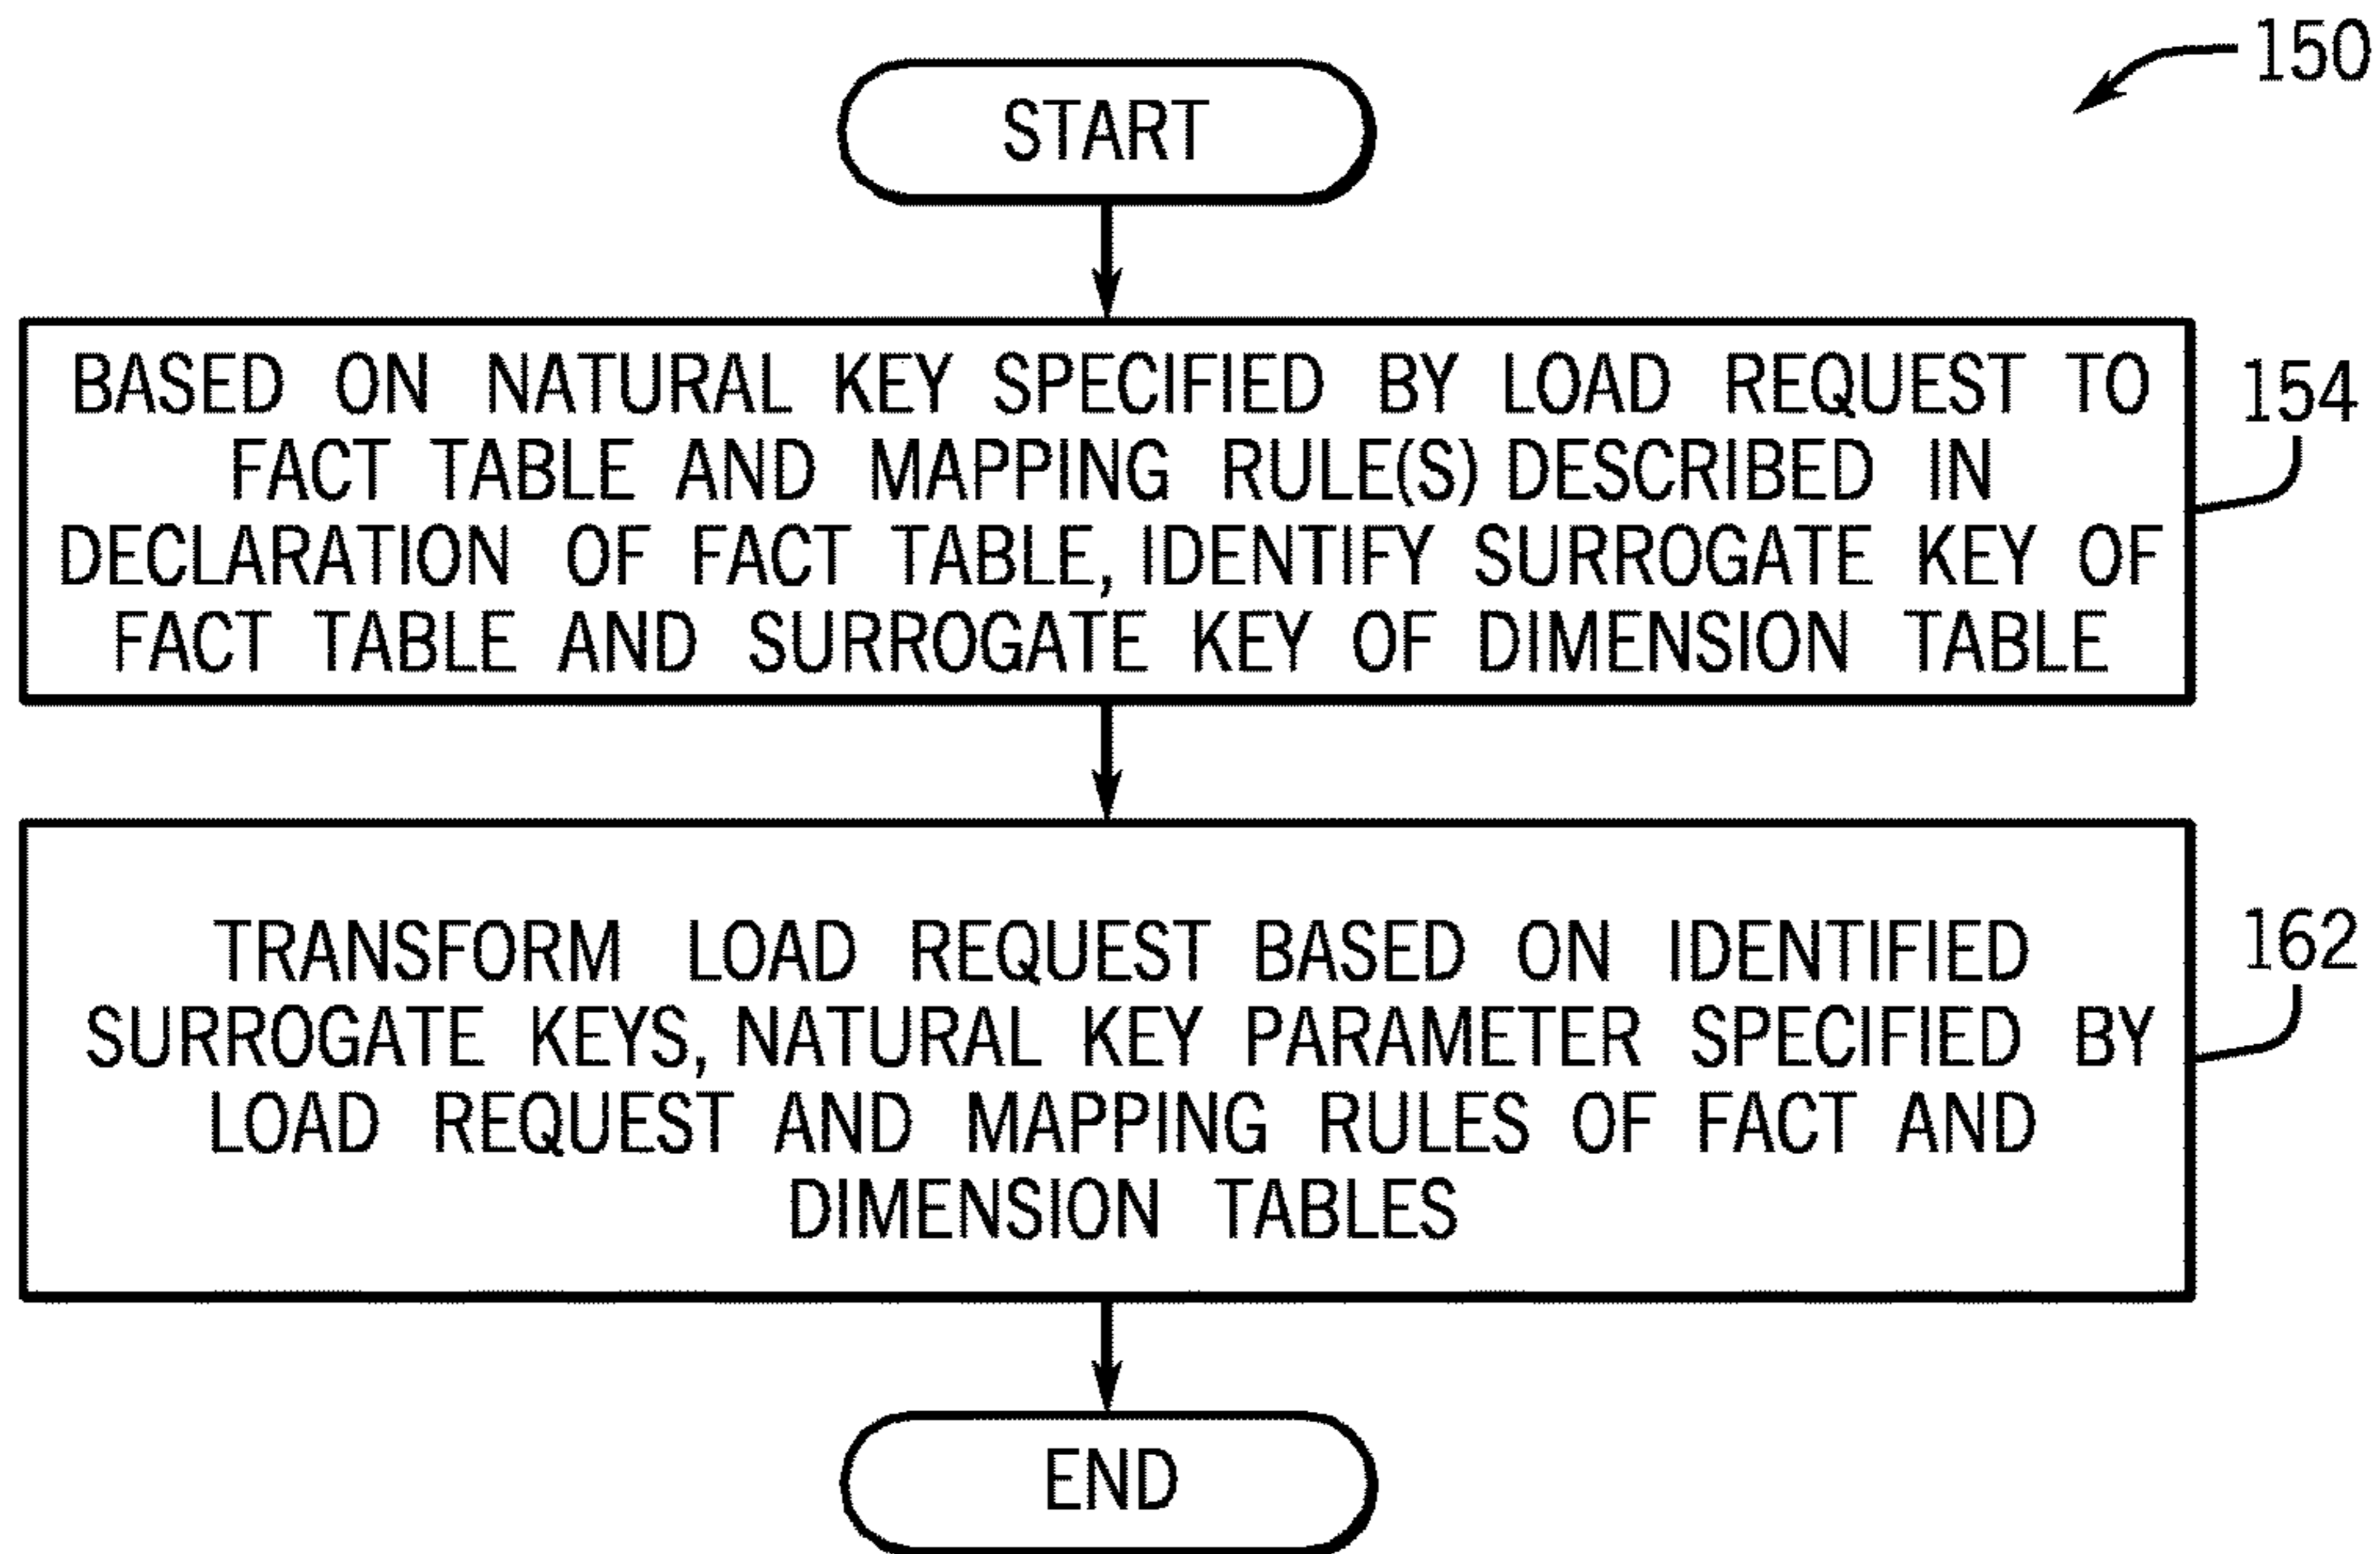 150
START
BASED ON NATURAL KEY SPECIFIED BY LOAD REQUEST TO
FACT TABLE AND MAPPING RULE(S) DESCRIBED IN
DECLARATION OF FACT TABLE, IDENTIFY SURROGATE KEY OF
FACT TABLE AND SURROGATE KEY OF DIMENSION TABLE
154
TRANSFORM LOAD REQUEST BASED ON IDENTIFIED
SURROGATE KEYS, NATURAL KEY PARAMETER SPECIFIED BY
LOAD REQUEST AND MAPPING RULES OF FACT AND
DIMENSION TABLES
162
END